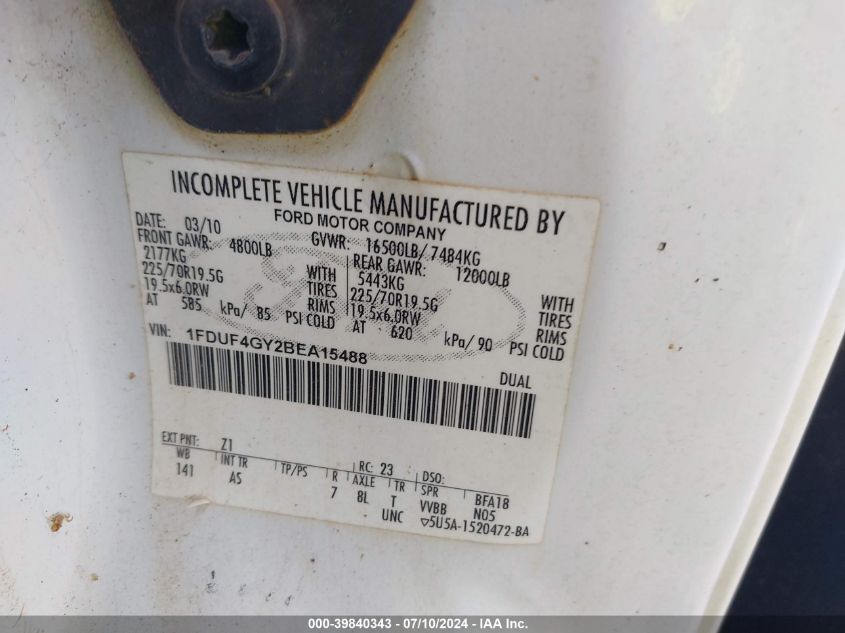 INCOMPLETE VEHICLE MANUFACTURED BY
FORD MOTOR COMPANY
DATE: 03/10 GVWR: 16500LB/ 7484KG
FRONT GAWR: 4800LB REAR GAWR: 12000LB
2177KG WITH 5443KG WITH
225/70R19.5G TIRES 225/70R19.5G TIRES
19.5x6.0RW RIMS 19.5x6.0RW RIMS
AT 585 kPa/ 85 PSI COLD AT 620 kPa/ 90 PSI COLD
VIN: 1FDUF4GY2BEA15488
DUAL
EXT PNT: Z1 RC: 23 DSO:
WB INT TR TP/PS R AXLE TR SPR BFA18
141 AS 7 8L T VVBB N05
UNC ▽5U5A-1520472-BA
000-39840343 / 07/10/2024 / IAA Inc.